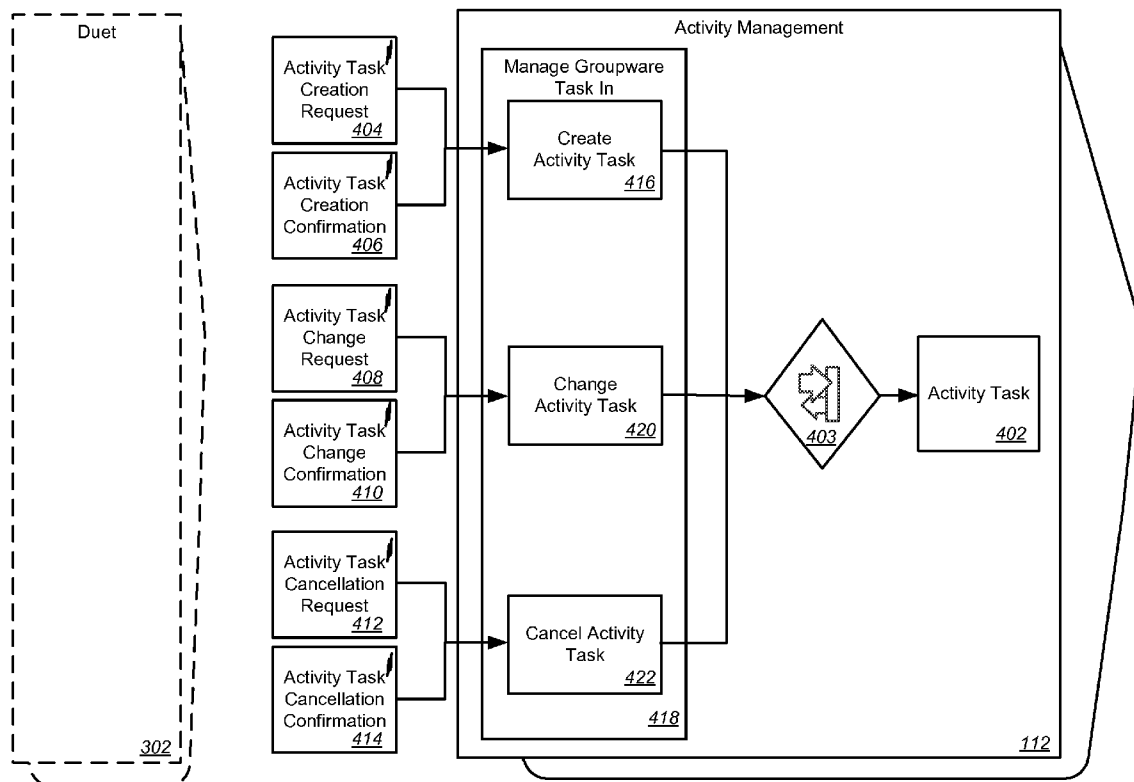 Duet
302
Activity Task
Creation
Request
404
Activity Task
Creation
Confirmation
406
Activity Task
Change
Request
408
Activity Task
Change
Confirmation
410
Activity Task
Cancellation
Request
412
Activity Task
Cancellation
Confirmation
414
Activity Management
Manage Groupware
Task In
Create
Activity Task
416
Change
Activity Task
420
Cancel Activity
Task
422
418
403
Activity Task
402
112